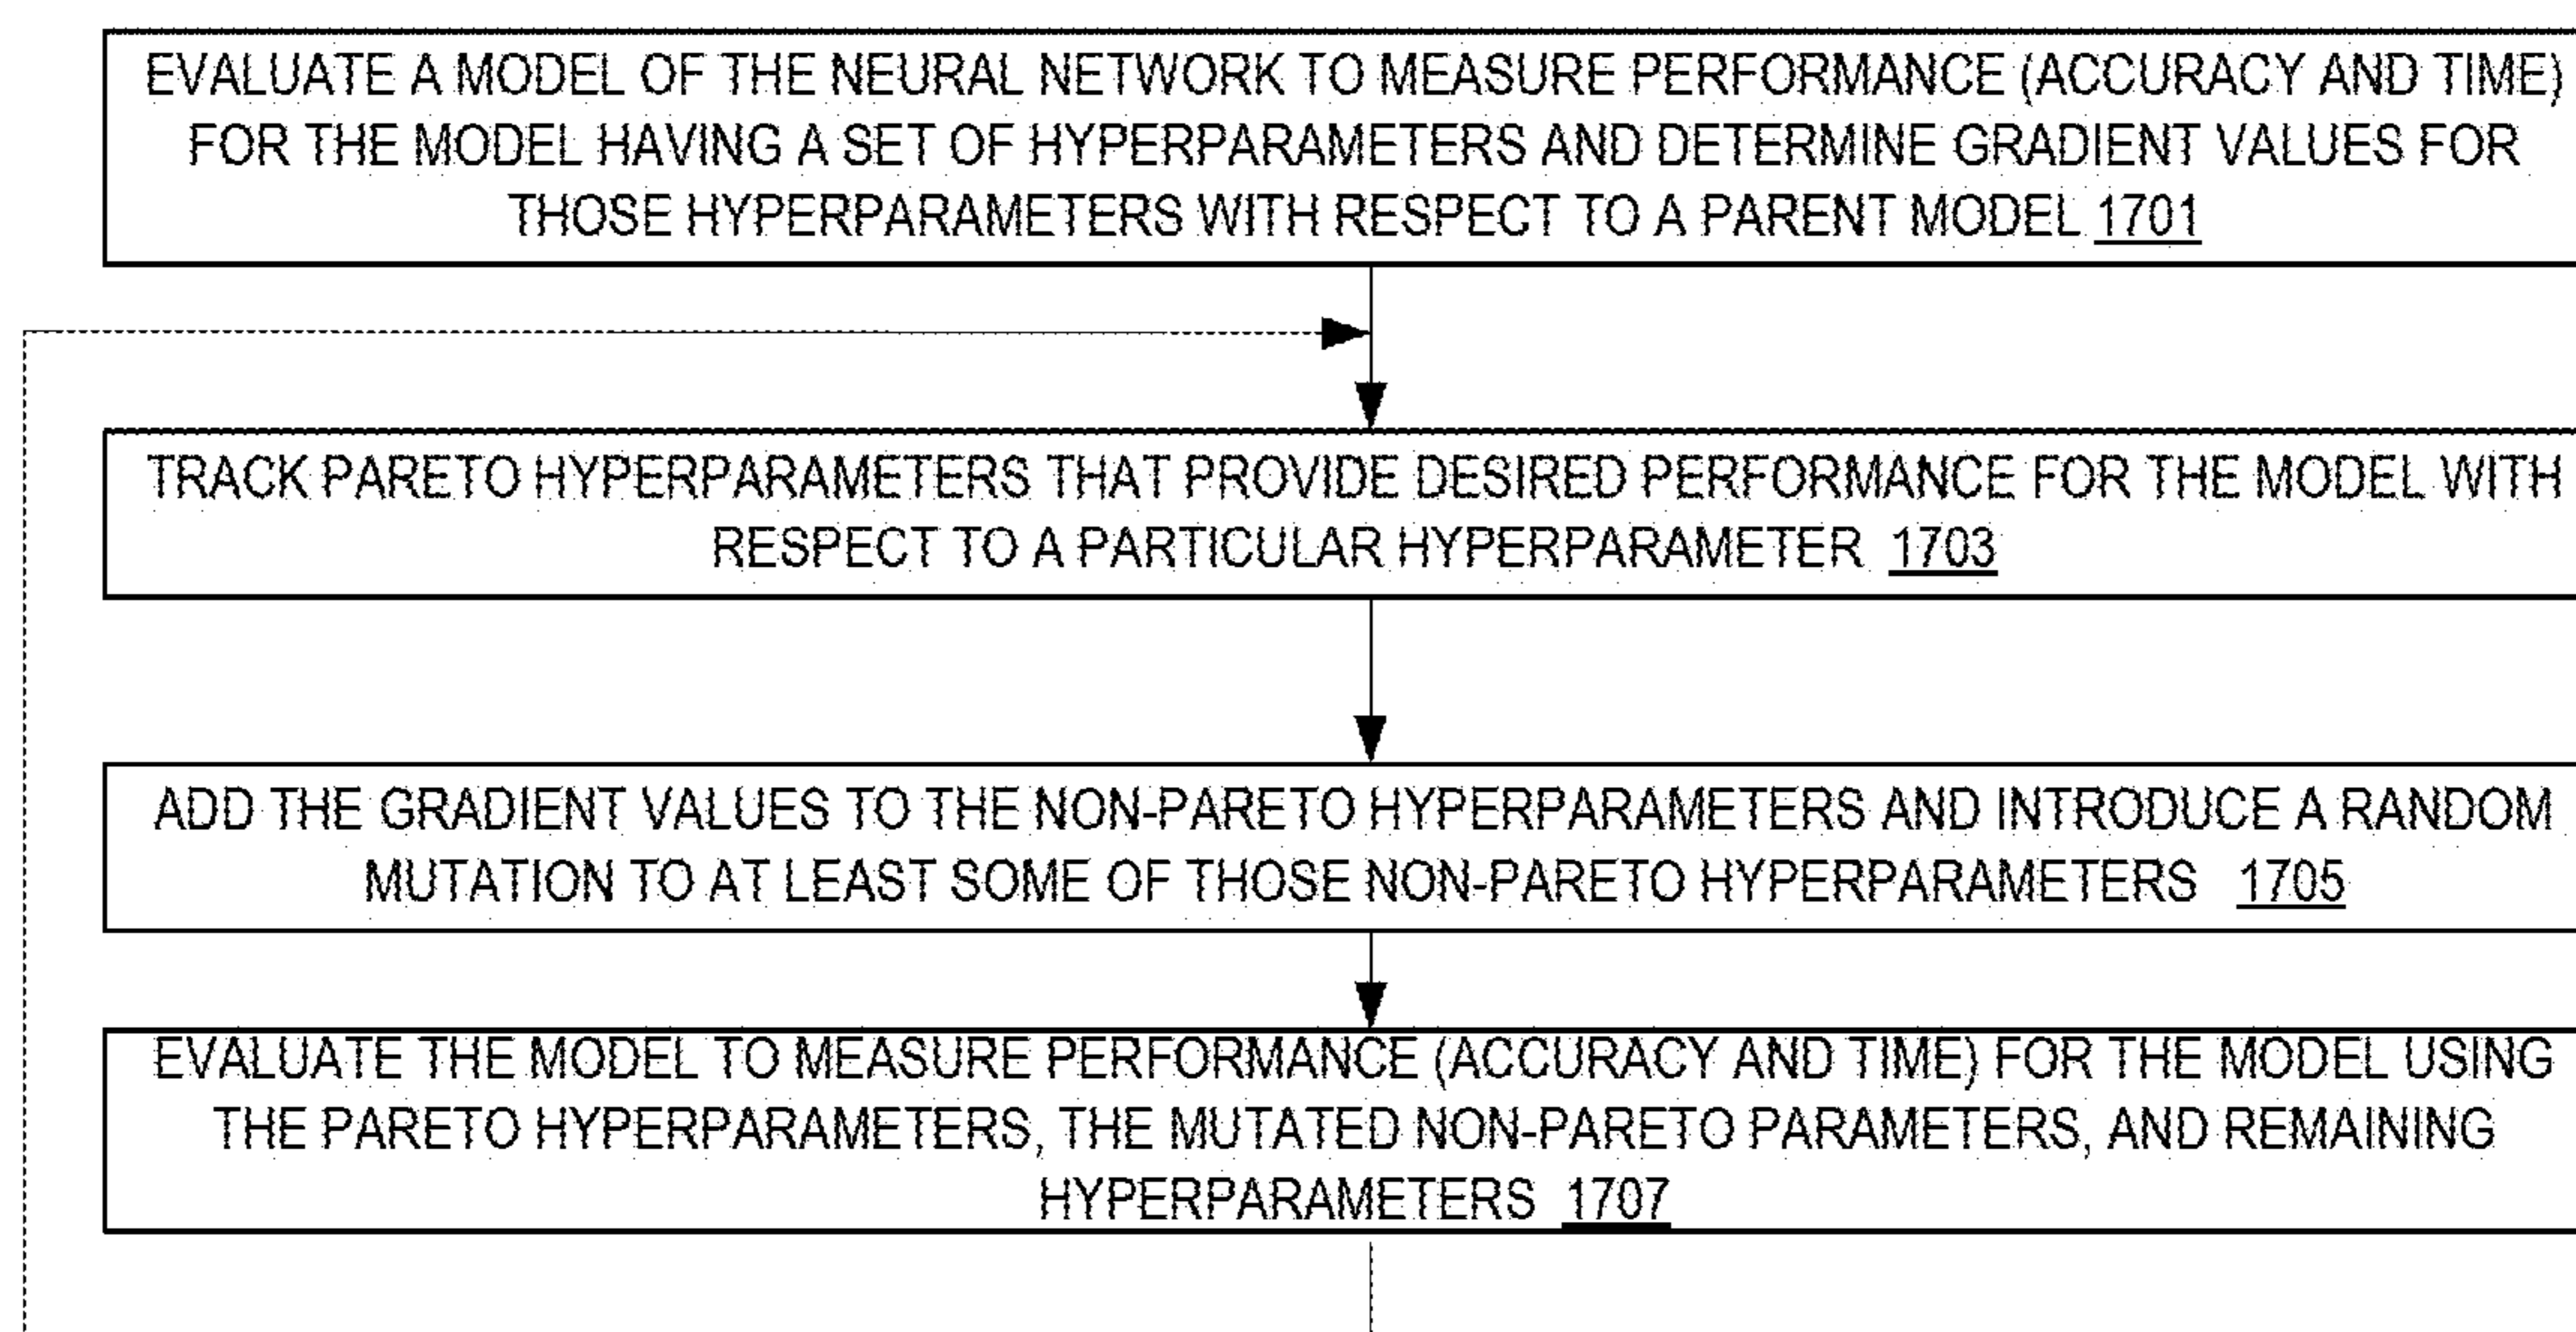 EVALUATE A MODEL OF THE NEURAL NETWORK TO MEASURE PERFORMANCE (ACCURACY AND TIME)
FOR THE MODEL HAVING A SET OF HYPERPARAMETERS AND DETERMINE GRADIENT VALUES FOR
THOSE HYPERPARAMETERS WITH RESPECT TO A PARENT MODEL 1701
TRACK PARETO HYPERPARAMETERS THAT PROVIDE DESIRED PERFORMANCE FOR THE MODEL WITH
RESPECT TO A PARTICULAR HYPERPARAMETER 1703
ADD THE GRADIENT VALUES TO THE NON-PARETO HYPERPARAMETERS AND INTRODUCE A RANDOM
MUTATION TO AT LEAST SOME OF THOSE NON-PARETO HYPERPARAMETERS 1705
EVALUATE THE MODEL TO MEASURE PERFORMANCE (ACCURACY AND TIME) FOR THE MODEL USING
THE PARETO HYPERPARAMETERS, THE MUTATED NON-PARETO PARAMETERS, AND REMAINING
HYPERPARAMETERS 1707